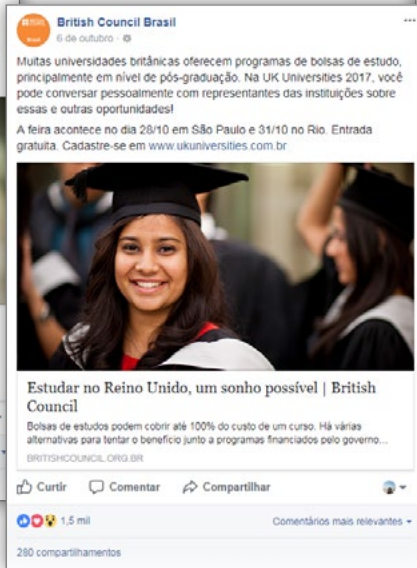 British Council Brasil
6 de outubro ·
Muitas universidades britânicas oferecem programas de bolsas de estudo,
principalmente em nível de pós-graduação. Na UK Universities 2017, você
pode conversar pessoalmente com representantes das instituições sobre
essas e outras oportunidades!
A feira acontece no dia 28/10 em São Paulo e 31/10 no Rio. Entrada
gratuita. Cadastre-se em www.ukuniversities.com.br
Estudar no Reino Unido, um sonho possível | British
Council
Bolsas de estudos podem cobrir até 100% do custo de um curso. Há várias
alternativas para tentar o benefício junto a programas financiados pelo governo...
BRITISHCOUNCIL.ORG.BR
Curtir Comentar Compartilhar
1,5 mil Comentários mais relevantes
280 compartilhamentos